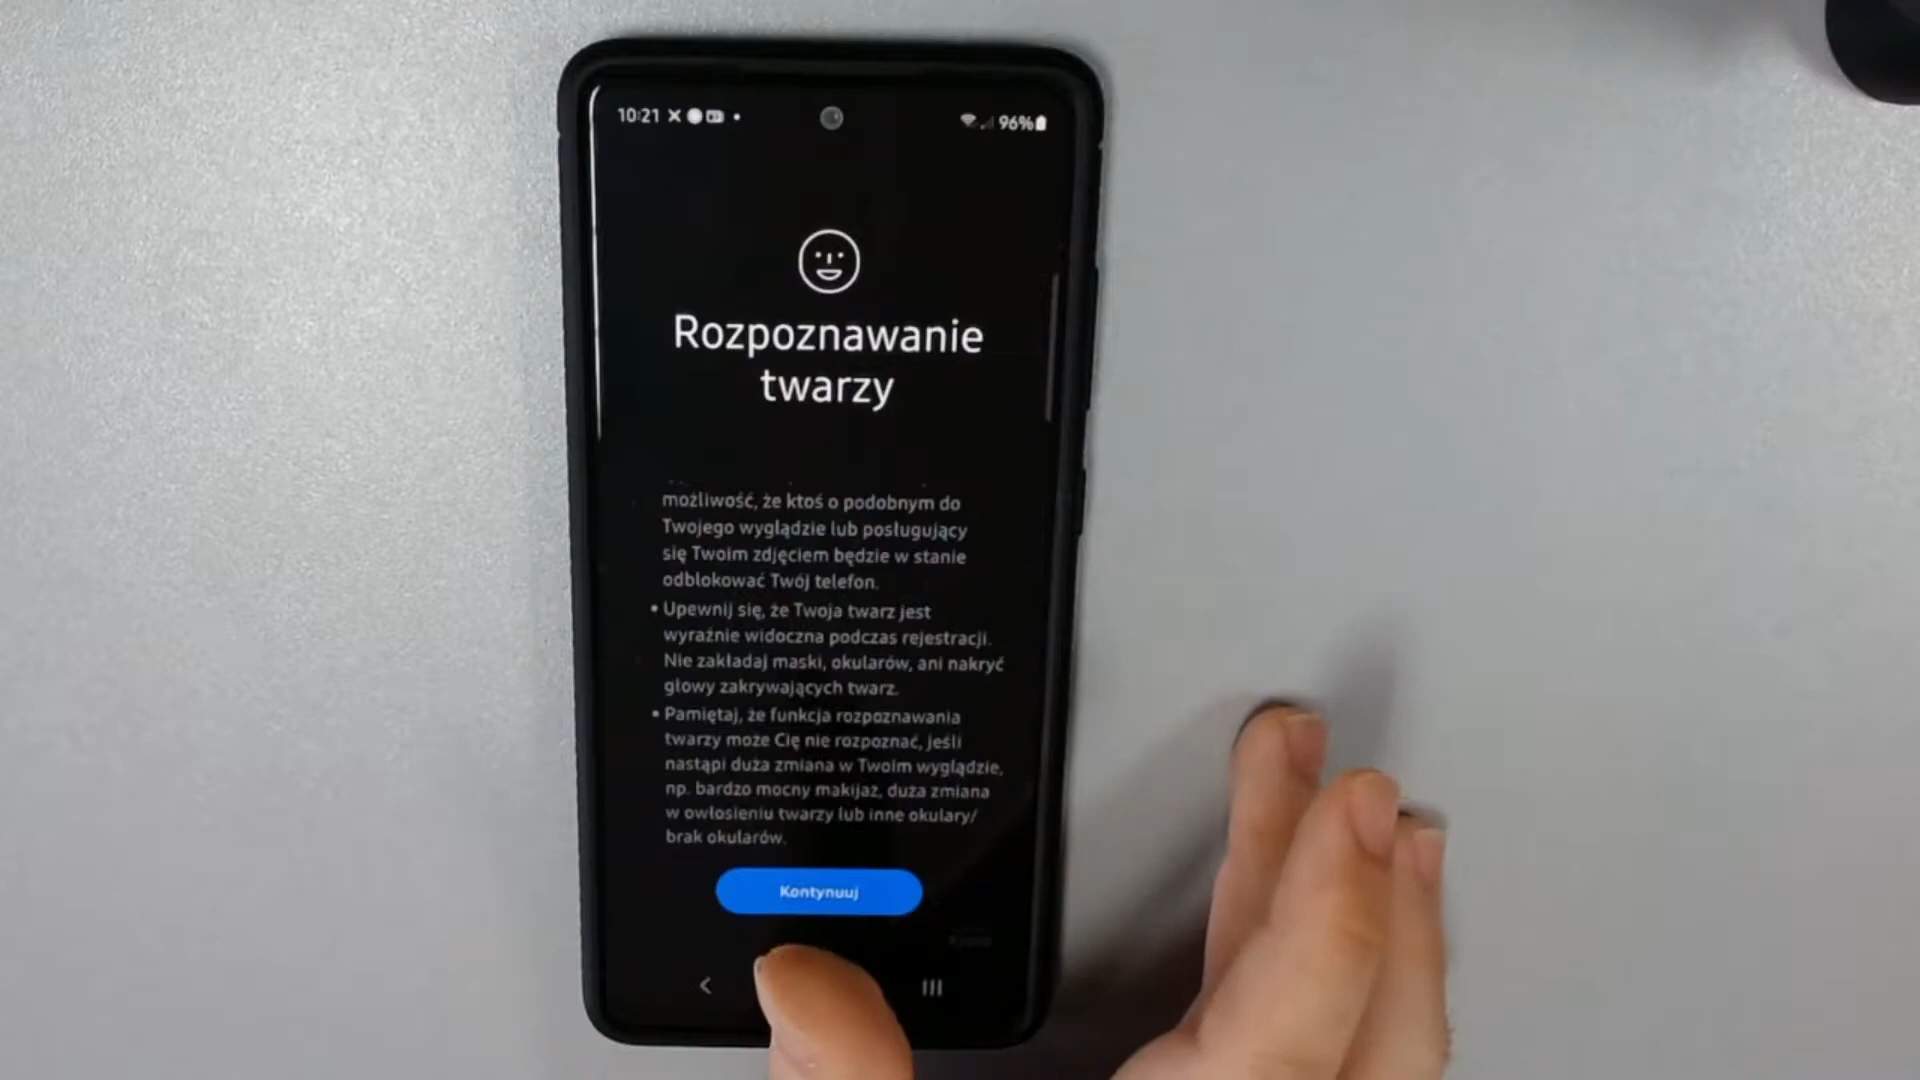 10:21
96%
Rozpoznawanie
twarzy
możliwość, że ktoś o podobnym do
Twojego wyglądzie lub posługujący
się Twoim zdjęciem będzie w stanie
odblokować Twój telefon.
• Upewnij się, że Twoja twarz jest
wyraźnie widoczna podczas rejestracji.
Nie zakładaj maski, okularów, ani nakryć
głowy zakrywających twarz.
• Pamiętaj, że funkcja rozpoznawania
twarzy może Cię nie rozpoznać, jeśli
nastąpi duża zmiana w Twoim wyglądzie,
np. bardzo mocny makijaż, duża zmiana
w owłosieniu twarzy lub inne okulary/
brak okularów.
Kontynuuj